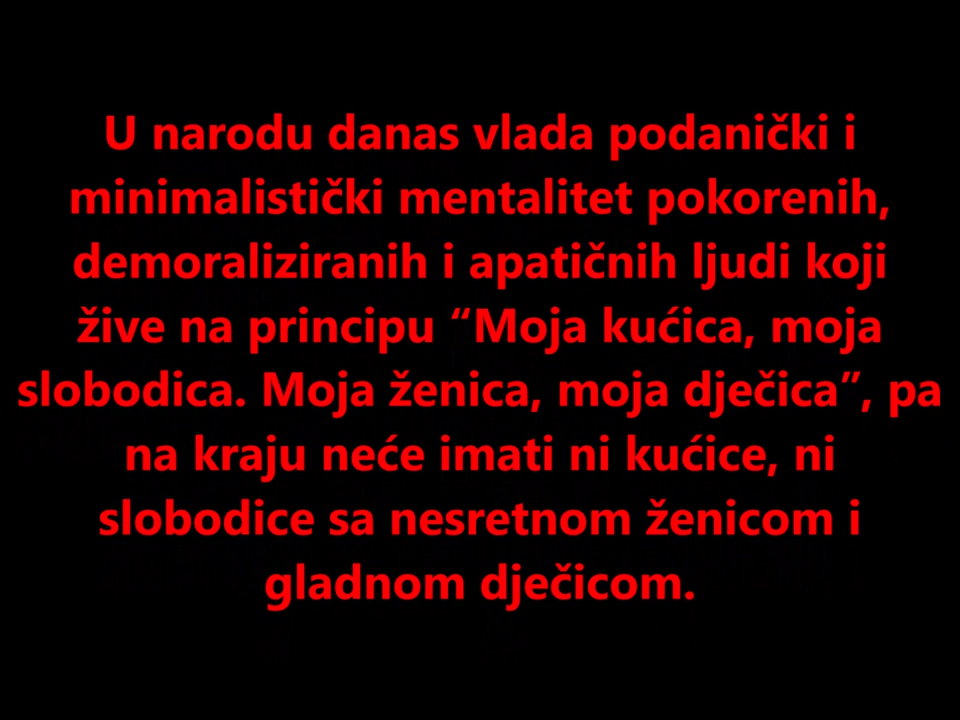 U narodu danas vlada podanički i
minimalistički mentalitet pokorenih,
demoraliziranih i apatičnih ljudi koji
žive na principu “Moja kućica, moja
slobodica. Moja ženica, moja dječica”, pa
na kraju neće imati ni kućice, ni
slobodice sa nesretnom ženicom i
gladnom dječicom.